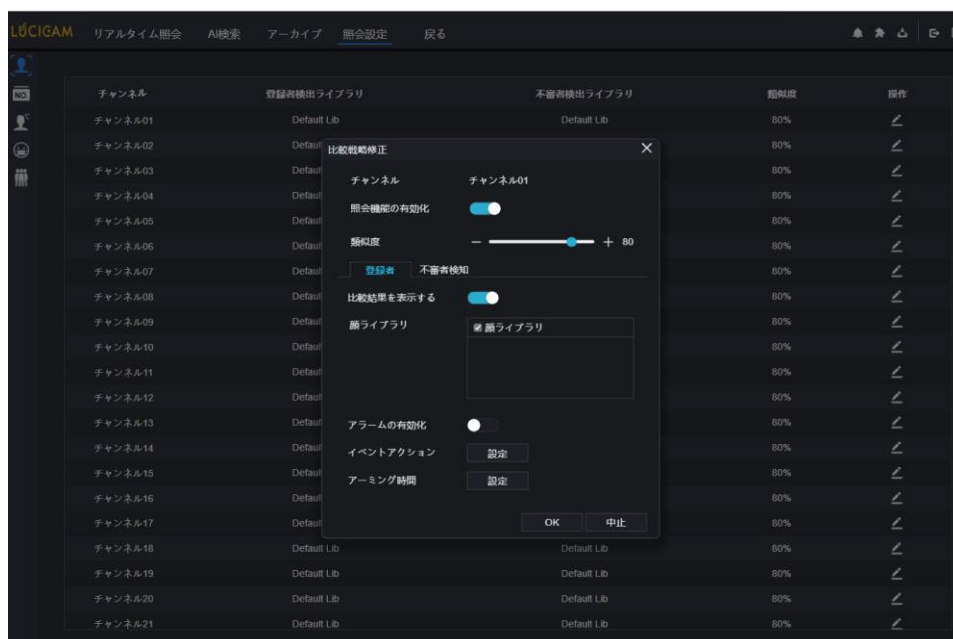 LUCIGAM リアルタイム照会 AI検索 アーカイブ 照会設定 戻る
チャンネル 登録者検出ライブラリ 不審者検出ライブラリ 類似度 操作
チャンネル01 Default Lib Default Lib 80%
チャンネル02 Defaul 80%
チャンネル03 Defaul 80%
チャンネル04 Defaul 80%
チャンネル05 Defaul 80%
チャンネル06 Defaul 80%
チャンネル07 Defaul 80%
チャンネル08 Defaul 80%
チャンネル09 Defaul 80%
チャンネル10 Defaul 80%
チャンネル11 Defaul 80%
チャンネル12 Defaul 80%
チャンネル13 Defaul 80%
チャンネル14 Defaul 80%
チャンネル15 Defaul 80%
チャンネル16 Defaul 80%
チャンネル17 Defaul 80%
チャンネル18 Default Lib Default Lib 80%
チャンネル19 Default Lib Default Lib 80%
チャンネル20 Default Lib Default Lib 80%
チャンネル21 Default Lib Default Lib 80%
比較戦略修正
チャンネル チャンネル01
照会機能の有効化
類似度 80
登録者 不審者検知
比較結果を表示する
顔ライブラリ 顔ライブラリ
アラームの有効化
イベントアクション 設定
アーミング時間 設定
OK 中止
NO